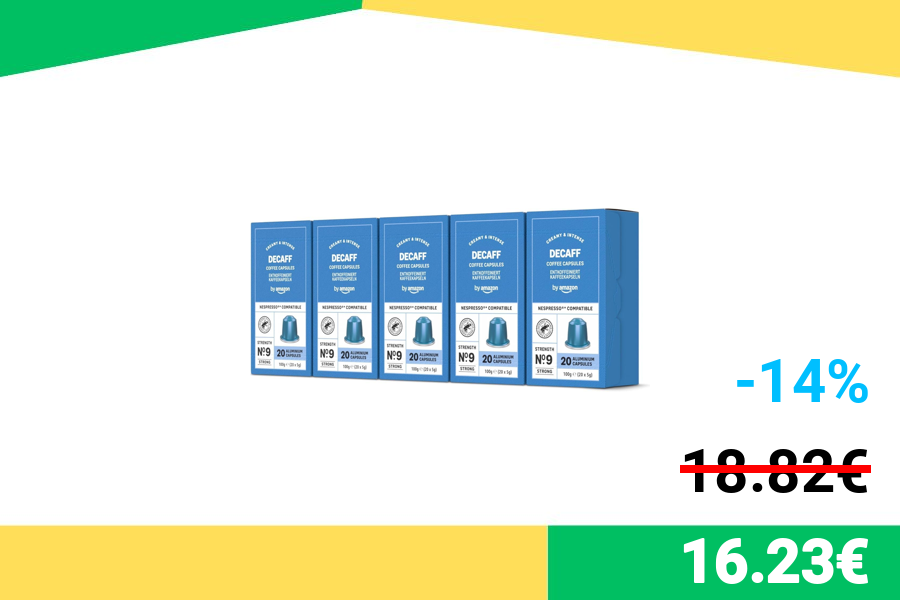 CREAMY & INTENSE
DECAFF
COFFEE CAPSULES
ENTKOFFEINIERT
KAFFEEKAPSELN
by amazon
NESPRESSO®* COMPATIBLE
STRENGTH
Nº9
STRONG
20 ALUMINIUM
CAPSULES
100g e (20 x 5g)
CREAMY & INTENSE
DECAFF
COFFEE CAPSULES
ENTKOFFEINIERT
KAFFEEKAPSELN
by amazon
NESPRESSO®* COMPATIBLE
STRENGTH
Nº9
STRONG
20 ALUMINIUM
CAPSULES
100g e (20 x 5g)
CREAMY & INTENSE
DECAFF
COFFEE CAPSULES
ENTKOFFEINIERT
KAFFEEKAPSELN
by amazon
NESPRESSO®* COMPATIBLE
STRENGTH
Nº9
STRONG
20 ALUMINIUM
CAPSULES
100g e (20 x 5g)
CREAMY & INTENSE
DECAFF
COFFEE CAPSULES
ENTKOFFEINIERT
KAFFEEKAPSELN
by amazon
NESPRESSO®* COMPATIBLE
STRENGTH
Nº9
STRONG
20 ALUMINIUM
CAPSULES
100g e (20 x 5g)
CREAMY & INTENSE
DECAFF
COFFEE CAPSULES
ENTKOFFEINIERT
KAFFEEKAPSELN
by amazon
NESPRESSO®* COMPATIBLE
STRENGTH
Nº9
STRONG
20 ALUMINIUM
CAPSULES
100g e (20 x 5g)
-14%
18.82€
16.23€